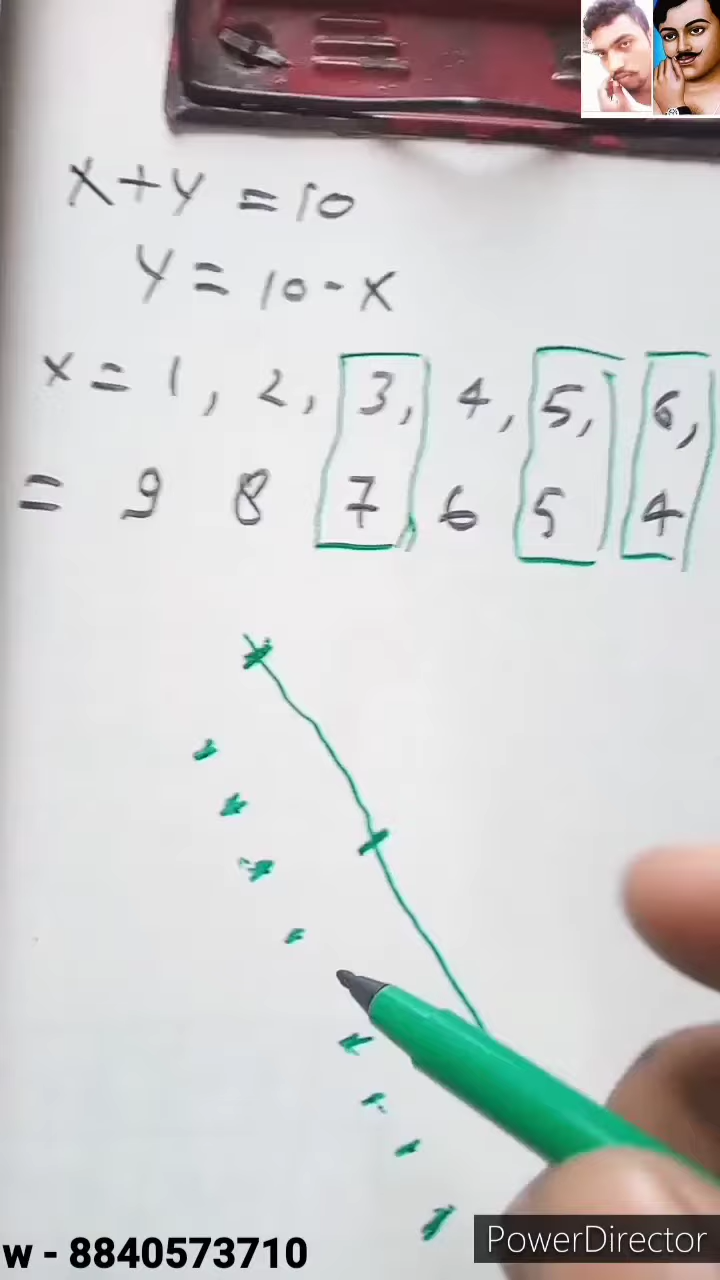 x+y = 10
y = 10 - x
x = 1, 2, 3, 4, 5, 6,
= 9 8 7 6 5 4
w - 8840573710
PowerDirector